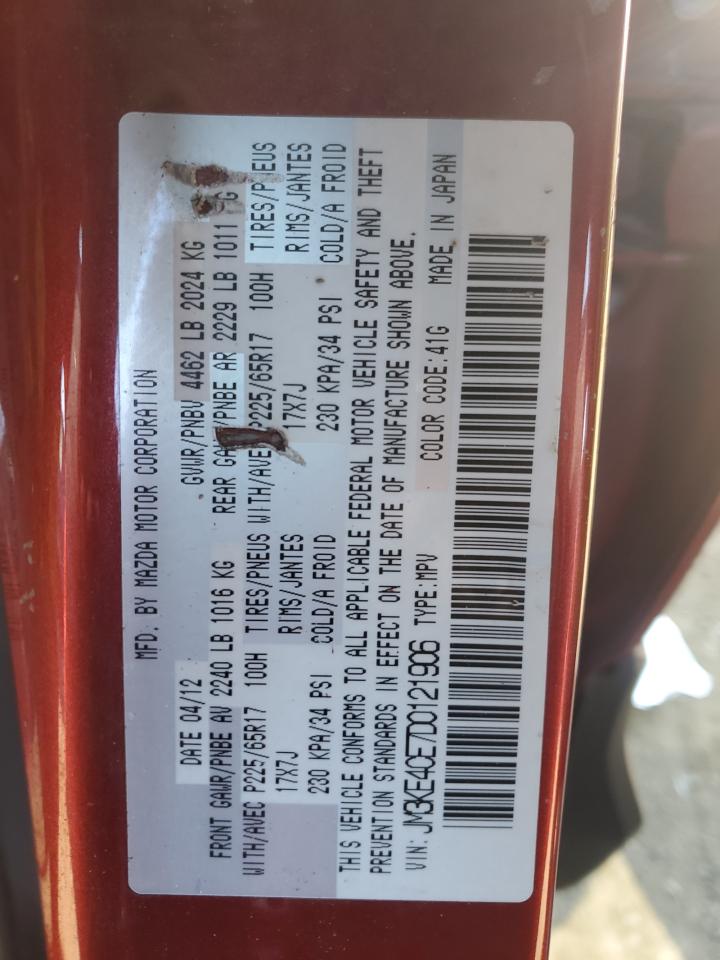 MFD. BY MAZDA MOTOR CORPORATION
DATE 04/12 GVWR/PNBV 4462 LB 2024 KG
FRONT GAWR/PNBE AV 2240 LB 1016 KG REAR PNBE AR 2229 LB 1011
WITH/AVEC P225/65R17 100H TIRES/PNEUS WITH/AVEC P225/65R17 100H TIRES/PNEUS
17X7J RIMS/JANTES 17X7J RIMS/JANTES
230 KPA/34 PSI COLD/A FROID 230 KPA/34 PSI COLD/A FROID
THIS VEHICLE CONFORMS TO ALL APPLICABLE FEDERAL MOTOR VEHICLE SAFETY AND THEFT
PREVENTION STANDARDS IN EFFECT ON THE DATE OF MANUFACTURE SHOWN ABOVE.
VIN: JM3KE4CE7D0121906 TYPE:MPV COLOR CODE:41G MADE IN JAPAN